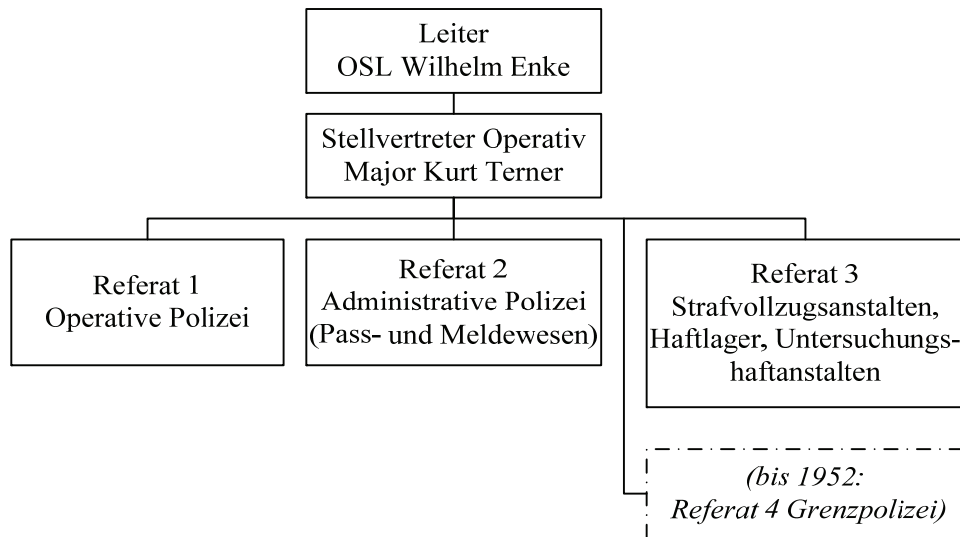 Leiter
OSL Wilhelm Enke
Stellvertreter Operativ
Major Kurt Terner
Referat 1
Operative Polizei
Referat 2
Administrative Polizei
(Pass- und Meldewesen)
Referat 3
Strafvollzugsanstalten,
Haftlager, Untersuchungs-
haftanstalten
(bis 1952:
Referat 4 Grenzpolizei)